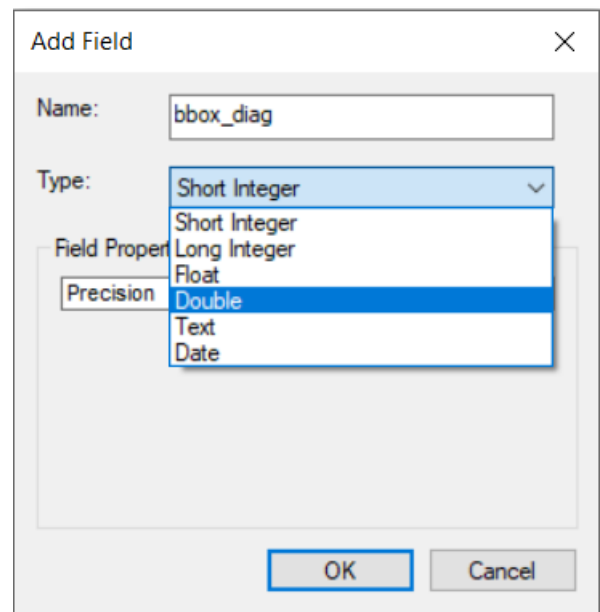 Add Field
Name:
bbox_diag
Type:
Short Integer
Short Integer
Field Propert
Long Integer
Float
Precision
Double
Text
Date
OK
Cancel